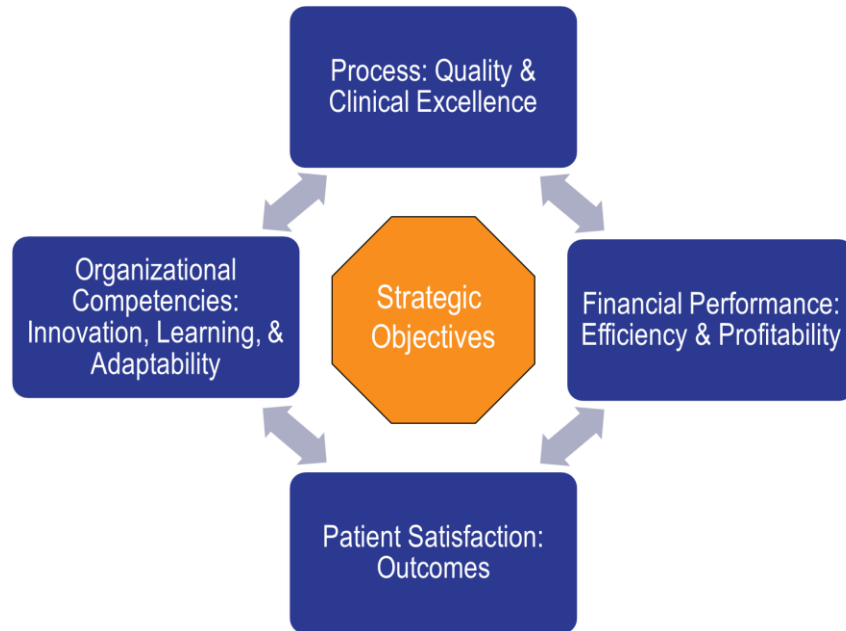 Process: Quality &
Clinical Excellence
Organizational
Competencies:
Innovation, Learning, &
Adaptability
Strategic
Objectives
Financial Performance:
Efficiency & Profitability
Patient Satisfaction:
Outcomes